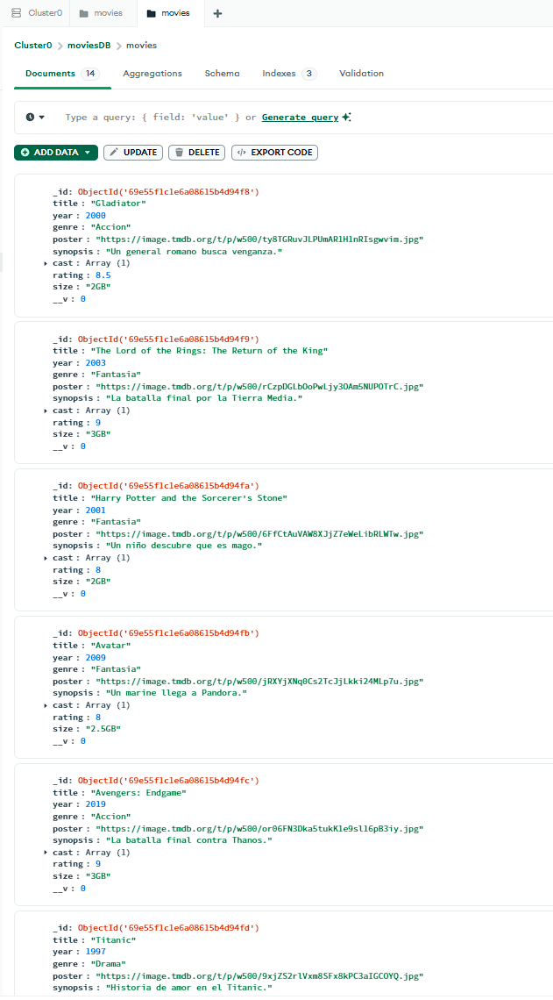 Cluster0 movies movies +
Cluster0 > moviesDB > movies
Documents 14 Aggregations Schema Indexes 3 Validation
Type a query: { field: 'value' } or Generate query
ADD DATA UPDATE DELETE EXPORT CODE
_id: ObjectId('69e55f1c1e6a08615b4d94f8')
title : "Gladiator"
year : 2000
genre : "Accion"
poster : "https://image.tmdb.org/t/p/w500/ty8TGRuvJLPUmAR1H1nRIsgwvim.jpg"
synopsis : "Un general romano busca venganza."
cast : Array (1)
rating : 8.5
size : "2GB"
__v : 0
_id: ObjectId('69e55f1c1e6a08615b4d94f9')
title : "The Lord of the Rings: The Return of the King"
year : 2003
genre : "Fantasia"
poster : "https://image.tmdb.org/t/p/w500/rCzpDGLbOoPwLjy3OAm5NUPOTrC.jpg"
synopsis : "La batalla final por la Tierra Media."
cast : Array (1)
rating : 9
size : "3GB"
__v : 0
_id: ObjectId('69e55f1c1e6a08615b4d94fa')
title : "Harry Potter and the Sorcerer's Stone"
year : 2001
genre : "Fantasia"
poster : "https://image.tmdb.org/t/p/w500/6FfCtAuVAW8XJjZ7eWeLibRLWTw.jpg"
synopsis : "Un niño descubre que es mago."
cast : Array (1)
rating : 8
size : "2GB"
__v : 0
_id: ObjectId('69e55f1c1e6a08615b4d94fb')
title : "Avatar"
year : 2009
genre : "Fantasia"
poster : "https://image.tmdb.org/t/p/w500/jRXYjXNq0Cs2TcJjLkki24MLp7u.jpg"
synopsis : "Un marine llega a Pandora."
cast : Array (1)
rating : 8
size : "2.5GB"
__v : 0
_id: ObjectId('69e55f1c1e6a08615b4d94fc')
title : "Avengers: Endgame"
year : 2019
genre : "Accion"
poster : "https://image.tmdb.org/t/p/w500/or06FN3Dka5tukK1e9sl16pB3iy.jpg"
synopsis : "La batalla final contra Thanos."
cast : Array (1)
rating : 9
size : "3GB"
__v : 0
_id: ObjectId('69e55f1c1e6a08615b4d94fd')
title : "Titanic"
year : 1997
genre : "Drama"
poster : "https://image.tmdb.org/t/p/w500/9xjZS2rlVxm8SFx8kPC3aIGCOYQ.jpg"
synopsis : "Historia de amor en el Titanic."